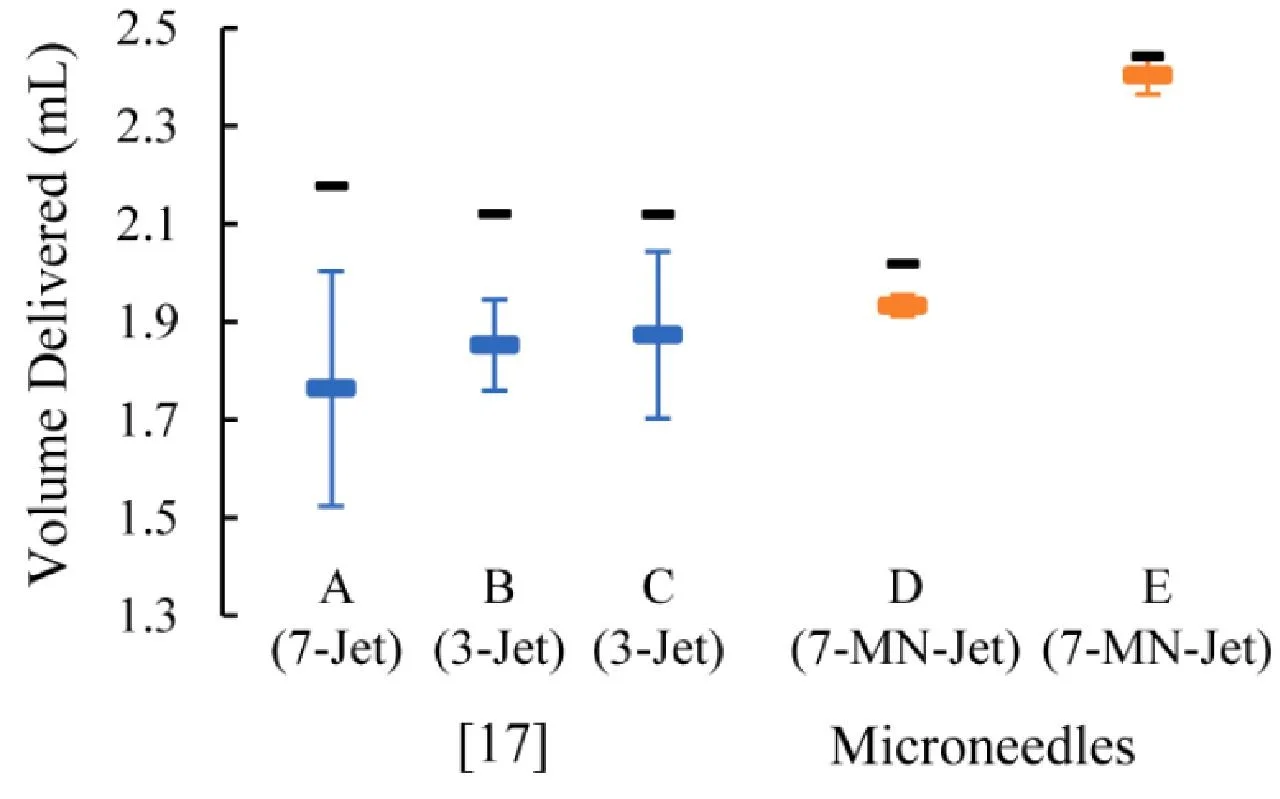 Volume Delivered (mL)
2.5
2.3
2.1
1.9
1.7
1.5
1.3
A B C D E
(7-Jet) (3-Jet) (3-Jet) (7-MN-Jet) (7-MN-Jet)
[17] Microneedles